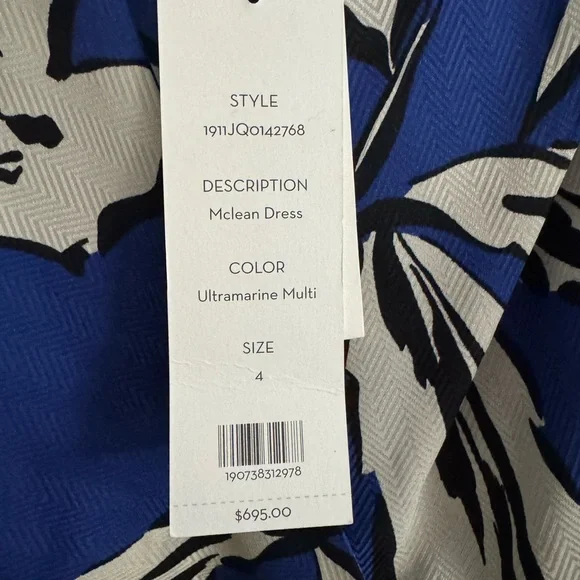 STYLE
1911JQ0142768
DESCRIPTION
Mclean Dress
COLOR
Ultramarine Multi
SIZE
4
190738312978
$695.00